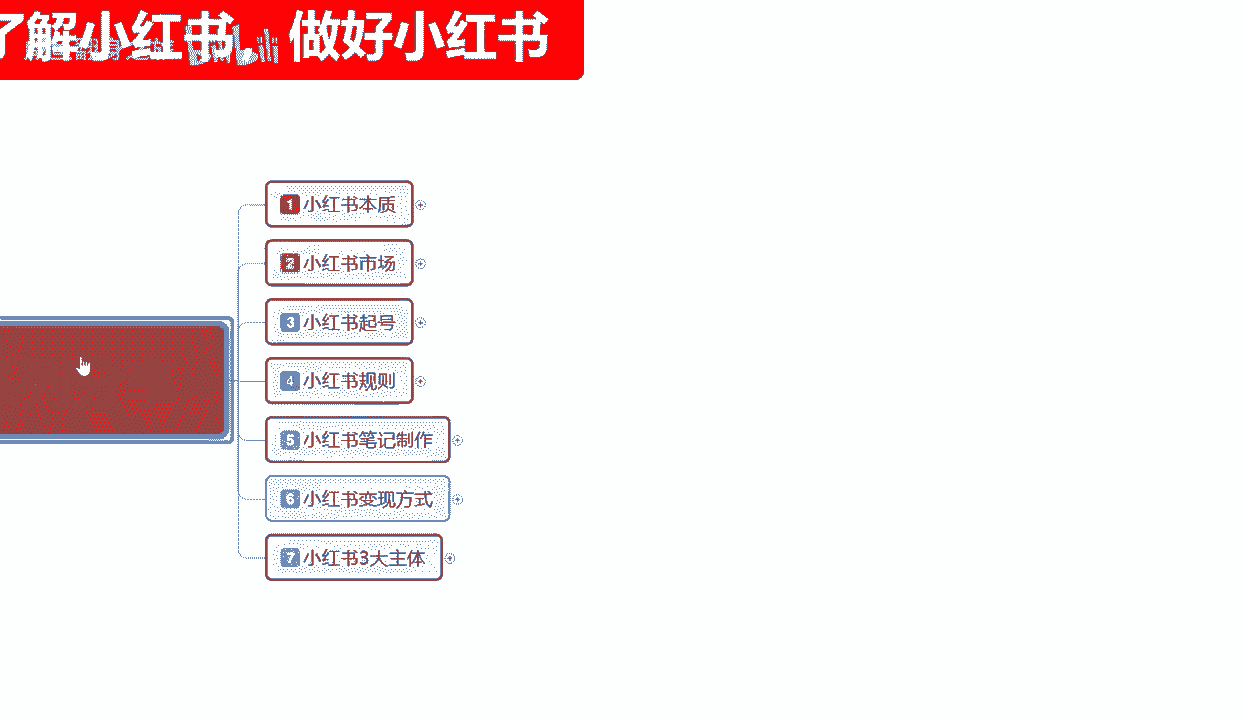 了解小红书，做好小红书
1 小红书本质
2 小红书市场
3 小红书起号
4 小红书规则
5 小红书笔记制作
6 小红书变现方式
7 小红书3大主体